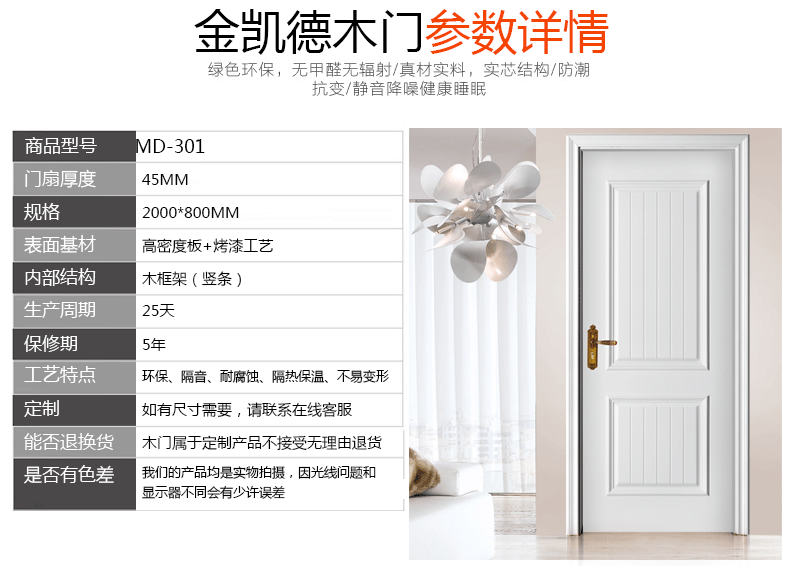 金凯德木门参数详情
绿色环保，无甲醛无辐射/真材实料，实芯结构/防潮
抗变/静音降噪健康睡眠
商品型号 MD-301
门扇厚度 45MM
规格 2000*800MM
表面基材 高密度板+烤漆工艺
内部结构 木框架（竖条）
生产周期 25天
保修期 5年
工艺特点 环保、隔音、耐腐蚀、隔热保温、不易变形
定制 如有尺寸需要，请联系在线客服
能否退换货 木门属于定制产品不接受无理由退货
是否有色差 我们的产品均是实物拍摄，因光线问题和
显示器不同会有少许误差